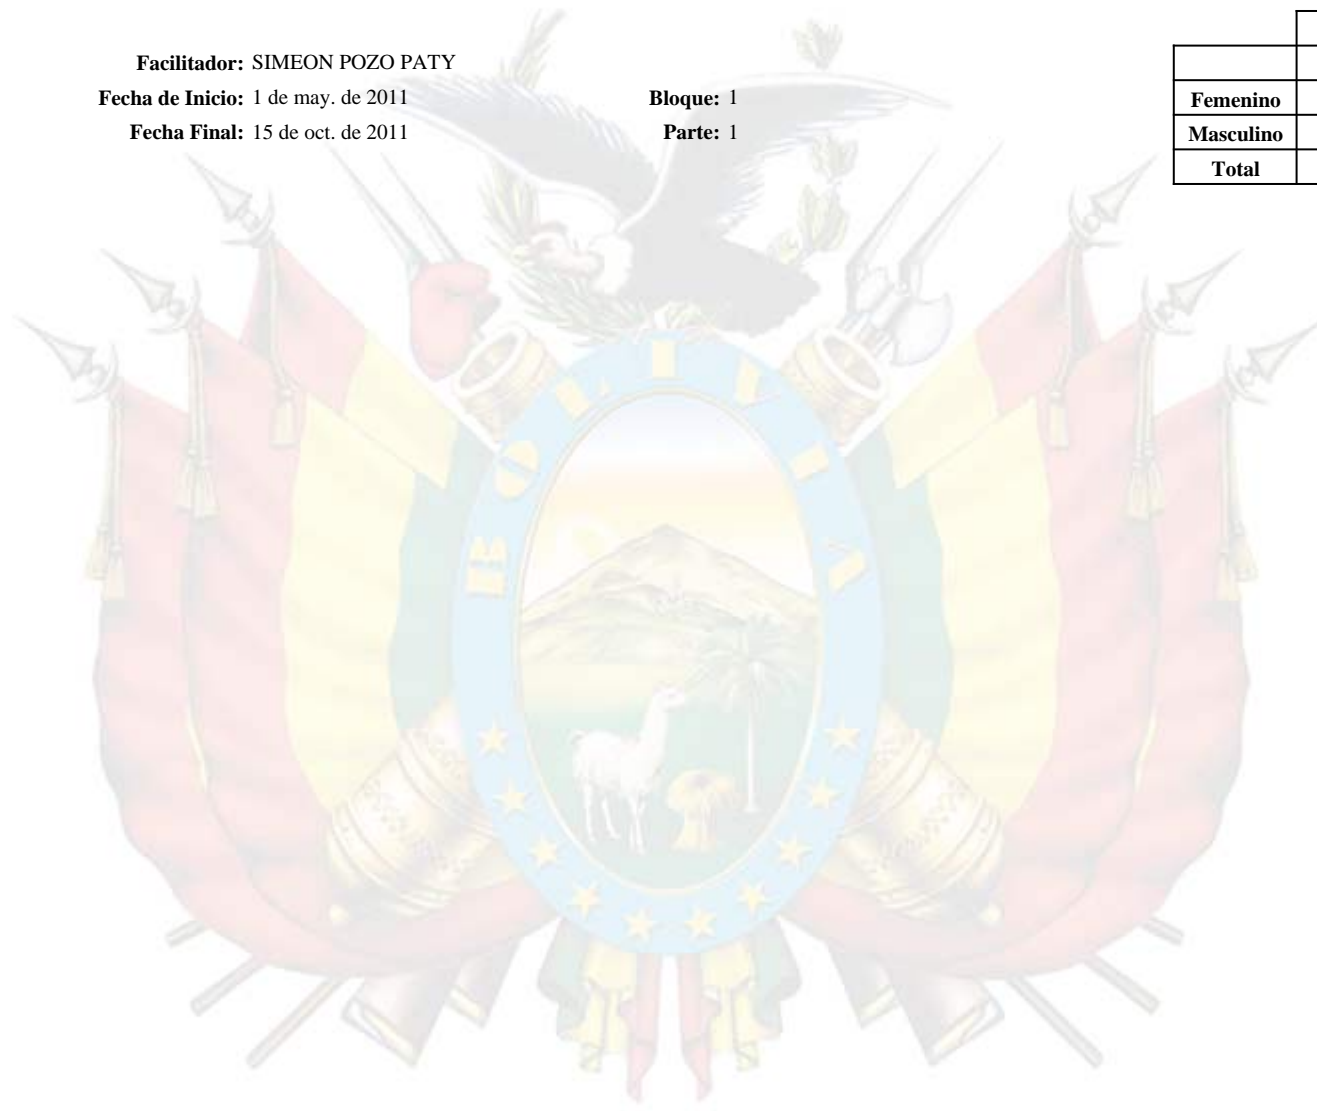 Facilitador: SIMEON POZO PATY
Fecha de Inicio: 1 de may. de 2011 Bloque: 1
Fecha Final: 15 de oct. de 2011 Parte: 1
Femenino
Masculino
Total
BOLIVIA